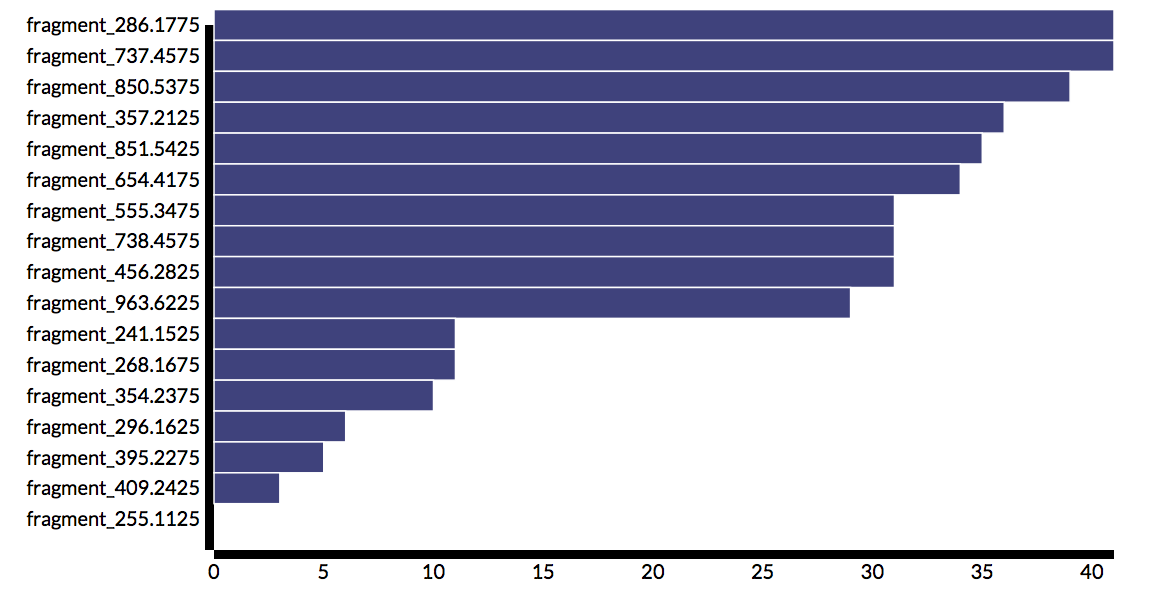 fragment_286.1775
fragment_737.4575
fragment_850.5375
fragment_357.2125
fragment_851.5425
fragment_654.4175
fragment_555.3475
fragment_738.4575
fragment_456.2825
fragment_963.6225
fragment_241.1525
fragment_268.1675
fragment_354.2375
fragment_296.1625
fragment_395.2275
fragment_409.2425
fragment_255.1125
0 5 10 15 20 25 30 35 40